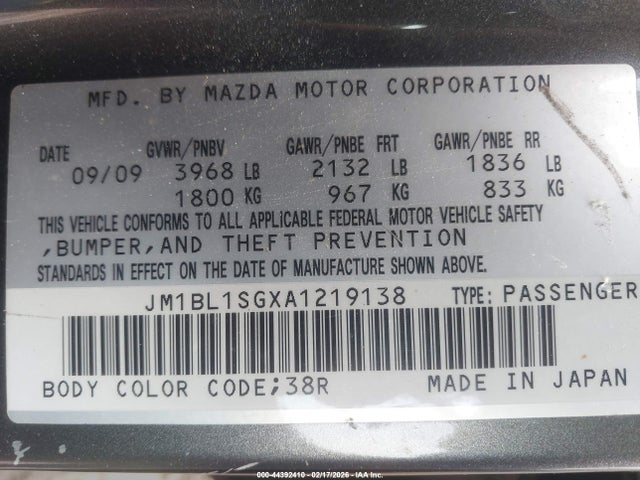 MFD. BY MAZDA MOTOR CORPORATION
DATE GVWR/PNBV GAWR/PNBE FRT GAWR/PNBE RR
09/09 3968 LB 2132 LB 1836 LB
1800 KG 967 KG 833 KG
THIS VEHICLE CONFORMS TO ALL APPLICABLE FEDERAL MOTOR VEHICLE SAFETY
,BUMPER,AND THEFT PREVENTION
STANDARDS IN EFFECT ON THE DATE OF MANUFACTURE SHOWN ABOVE.
JM1BL1SGXA1219138 TYPE: PASSENGER
BODY COLOR CODE;38R MADE IN JAPAN
000-44392410 - 02/17/2026 - IAA Inc.